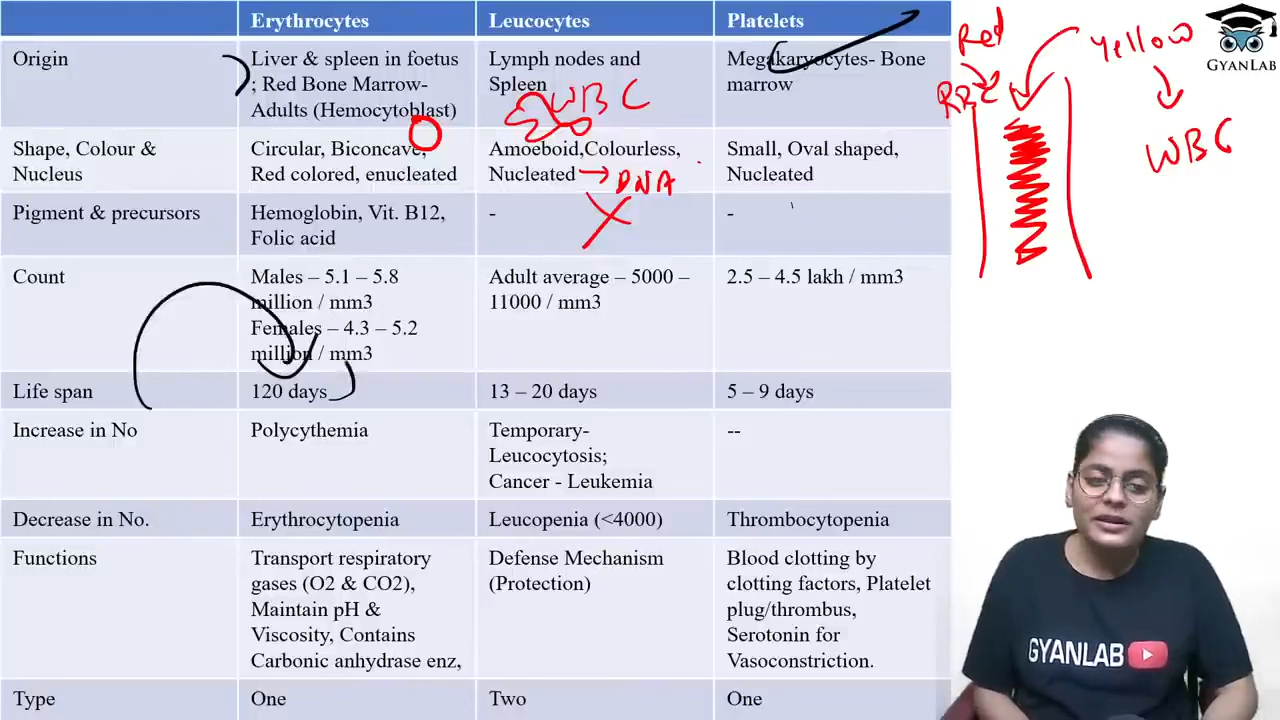 Erythrocytes Leucocytes Platelets
Origin
Liver & spleen in foetus
; Red Bone Marrow-
Adults (Hemocytoblast)
Lymph nodes and
Spleen
Megakaryocytes- Bone
marrow
Shape, Colour &
Nucleus
Circular, Biconcave,
Red colored, enucleated
Amoeboid,Colourless,
Nucleated
Small, Oval shaped,
Nucleated
Pigment & precursors
Hemoglobin, Vit. B12,
Folic acid
-
-
Count
Males – 5.1 – 5.8
million / mm3
Females – 4.3 – 5.2
million / mm3
Adult average – 5000 –
11000 / mm3
2.5 – 4.5 lakh / mm3
Life span
120 days
13 – 20 days
5 – 9 days
Increase in No
Polycythemia
Temporary-
Leucocytosis;
Cancer - Leukemia
--
Decrease in No.
Erythrocytopenia
Leucopenia (<4000)
Thrombocytopenia
Functions
Transport respiratory
gases (O2 & CO2),
Maintain pH &
Viscosity, Contains
Carbonic anhydrase enz,
Defense Mechanism
(Protection)
Blood clotting by
clotting factors, Platelet
plug/thrombus,
Serotonin for
Vasoconstriction.
Type
One
Two
One
WBC
DNA
Red
RBC
Yellow
WBC
GYANLAB
GYANLAB